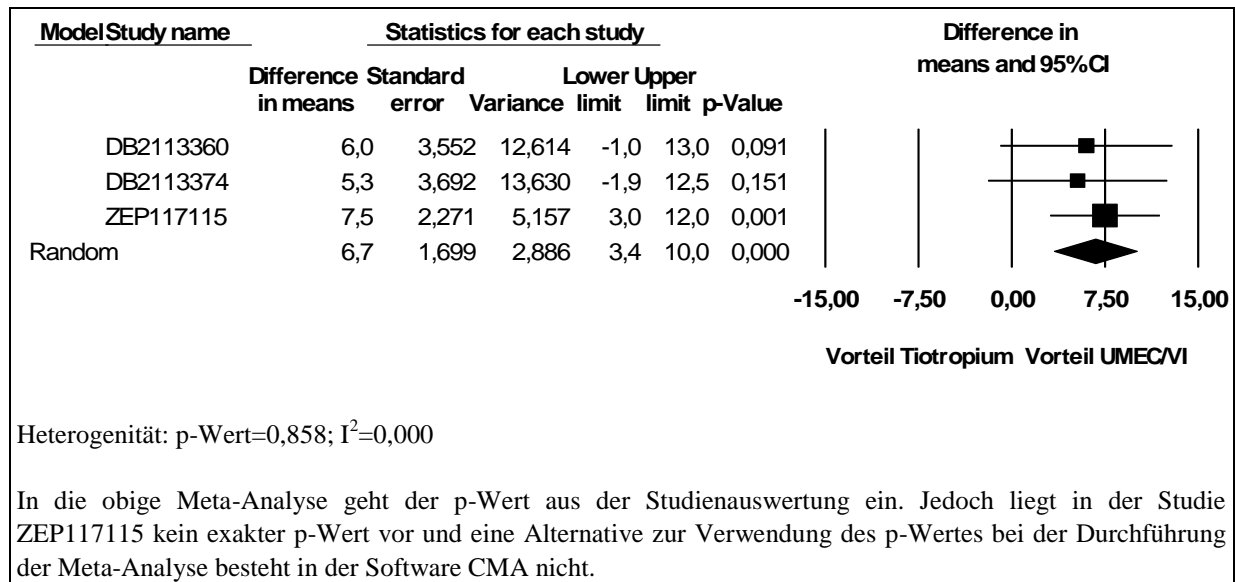 Model Study name Statistics for each study Difference in
means and 95%CI
Difference Standard Lower Upper
in means error Variance limit limit p-Value
DB2113360 6,0 3,552 12,614 -1,0 13,0 0,091
DB2113374 5,3 3,692 13,630 -1,9 12,5 0,151
ZEP117115 7,5 2,271 5,157 3,0 12,0 0,001
Random 6,7 1,699 2,886 3,4 10,0 0,000
-15,00 -7,50 0,00 7,50 15,00
Vorteil Tiotropium Vorteil UMEC/VI
Heterogenität: p-Wert=0,858; I²=0,000
In die obige Meta-Analyse geht der p-Wert aus der Studienauswertung ein. Jedoch liegt in der Studie
ZEP117115 kein exakter p-Wert vor und eine Alternative zur Verwendung des p-Wertes bei der Durchführung
der Meta-Analyse besteht in der Software CMA nicht.